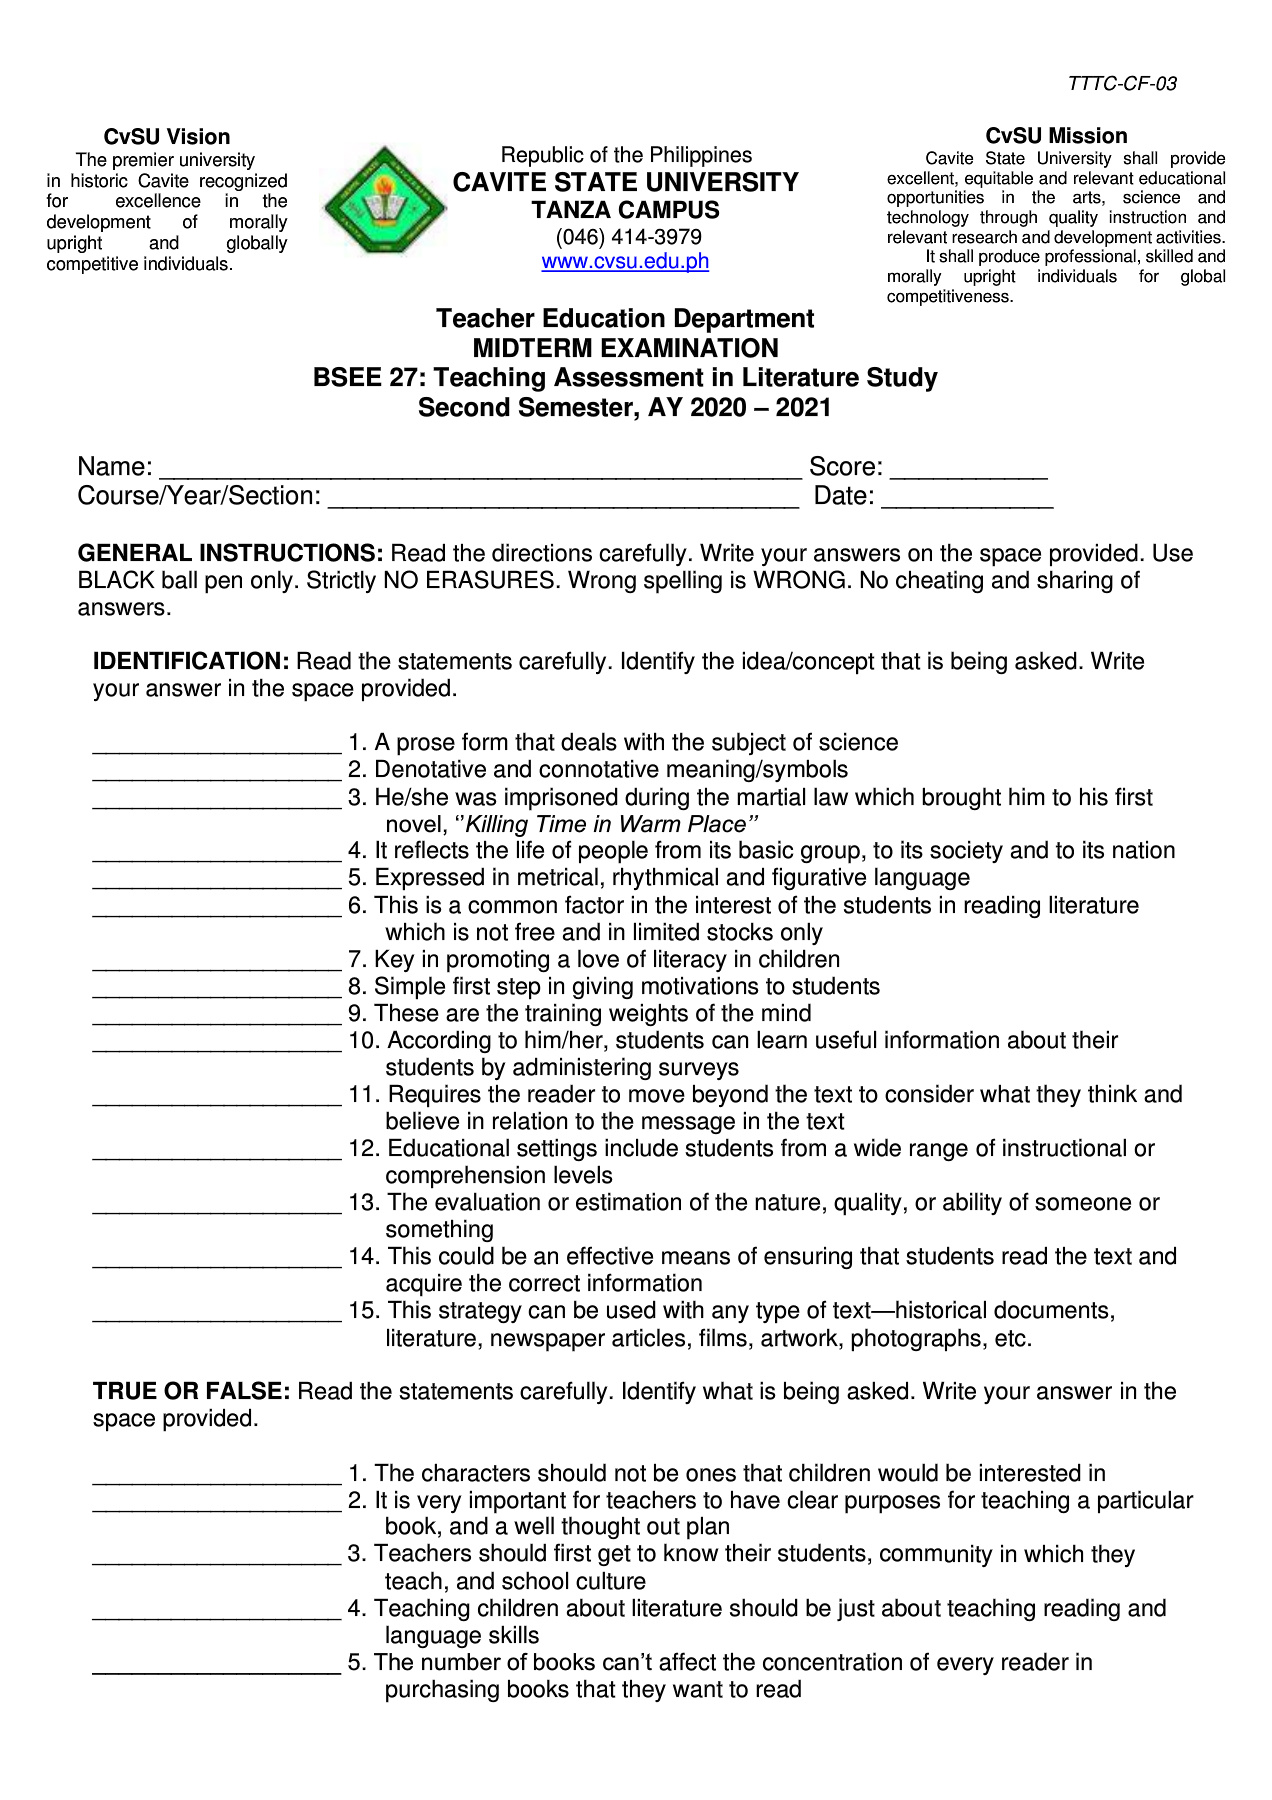 TTTC-CF-03
CvSU Vision
The premier university
in historic Cavite recognized
for excellence in the
development of morally
upright and globally
competitive individuals.
Republic of the Philippines
CAVITE STATE UNIVERSITY
TANZA CAMPUS
(046) 414-3979
www.cvsu.edu.ph
CvSU Mission
Cavite State University shall provide
excellent, equitable and relevant educational
opportunities in the arts, science and
technology through quality instruction and
relevant research and development activities.
It shall produce professional, skilled and
morally upright individuals for global
competitiveness.
Teacher Education Department
MIDTERM EXAMINATION
BSEE 27: Teaching Assessment in Literature Study
Second Semester, AY 2020 – 2021
Name: ______________________________________________ Score: ___________
Course/Year/Section: _________________________________ Date: ____________
GENERAL INSTRUCTIONS: Read the directions carefully. Write your answers on the space provided. Use
BLACK ball pen only. Strictly NO ERASURES. Wrong spelling is WRONG. No cheating and sharing of
answers.
IDENTIFICATION: Read the statements carefully. Identify the idea/concept that is being asked. Write
your answer in the space provided.
___________________ 1. A prose form that deals with the subject of science
___________________ 2. Denotative and connotative meaning/symbols
___________________ 3. He/she was imprisoned during the martial law which brought him to his first
novel, ‘’Killing Time in Warm Place’’
___________________ 4. It reflects the life of people from its basic group, to its society and to its nation
___________________ 5. Expressed in metrical, rhythmical and figurative language
___________________ 6. This is a common factor in the interest of the students in reading literature
which is not free and in limited stocks only
___________________ 7. Key in promoting a love of literacy in children
___________________ 8. Simple first step in giving motivations to students
___________________ 9. These are the training weights of the mind
___________________ 10. According to him/her, students can learn useful information about their
students by administering surveys
___________________ 11. Requires the reader to move beyond the text to consider what they think and
believe in relation to the message in the text
___________________ 12. Educational settings include students from a wide range of instructional or
comprehension levels
___________________ 13. The evaluation or estimation of the nature, quality, or ability of someone or
something
___________________ 14. This could be an effective means of ensuring that students read the text and
acquire the correct information
___________________ 15. This strategy can be used with any type of text—historical documents,
literature, newspaper articles, films, artwork, photographs, etc.
TRUE OR FALSE: Read the statements carefully. Identify what is being asked. Write your answer in the
space provided.
___________________ 1. The characters should not be ones that children would be interested in
___________________ 2. It is very important for teachers to have clear purposes for teaching a particular
book, and a well thought out plan
___________________ 3. Teachers should first get to know their students, community in which they
teach, and school culture
___________________ 4. Teaching children about literature should be just about teaching reading and
language skills
___________________ 5. The number of books can’t affect the concentration of every reader in
purchasing books that they want to read